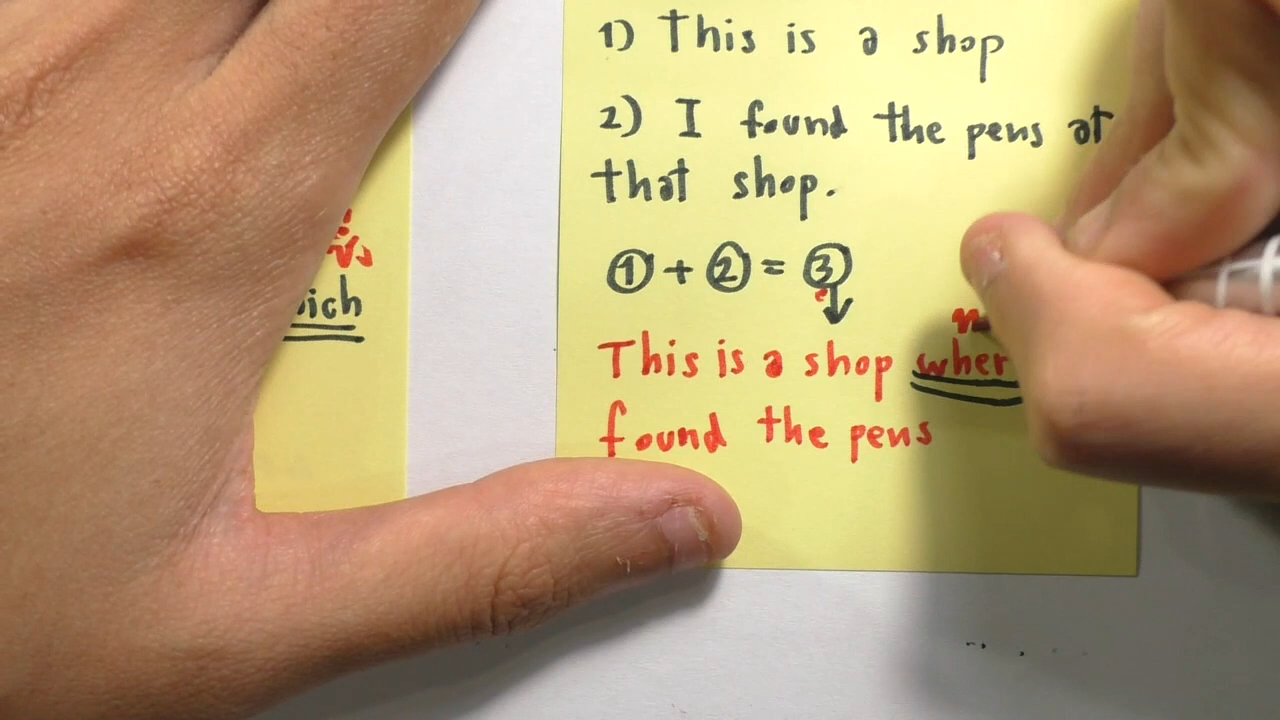 1) This is a shop
2) I found the pens at
that shop.
① + ② = ③
This is a shop wher
found the pens